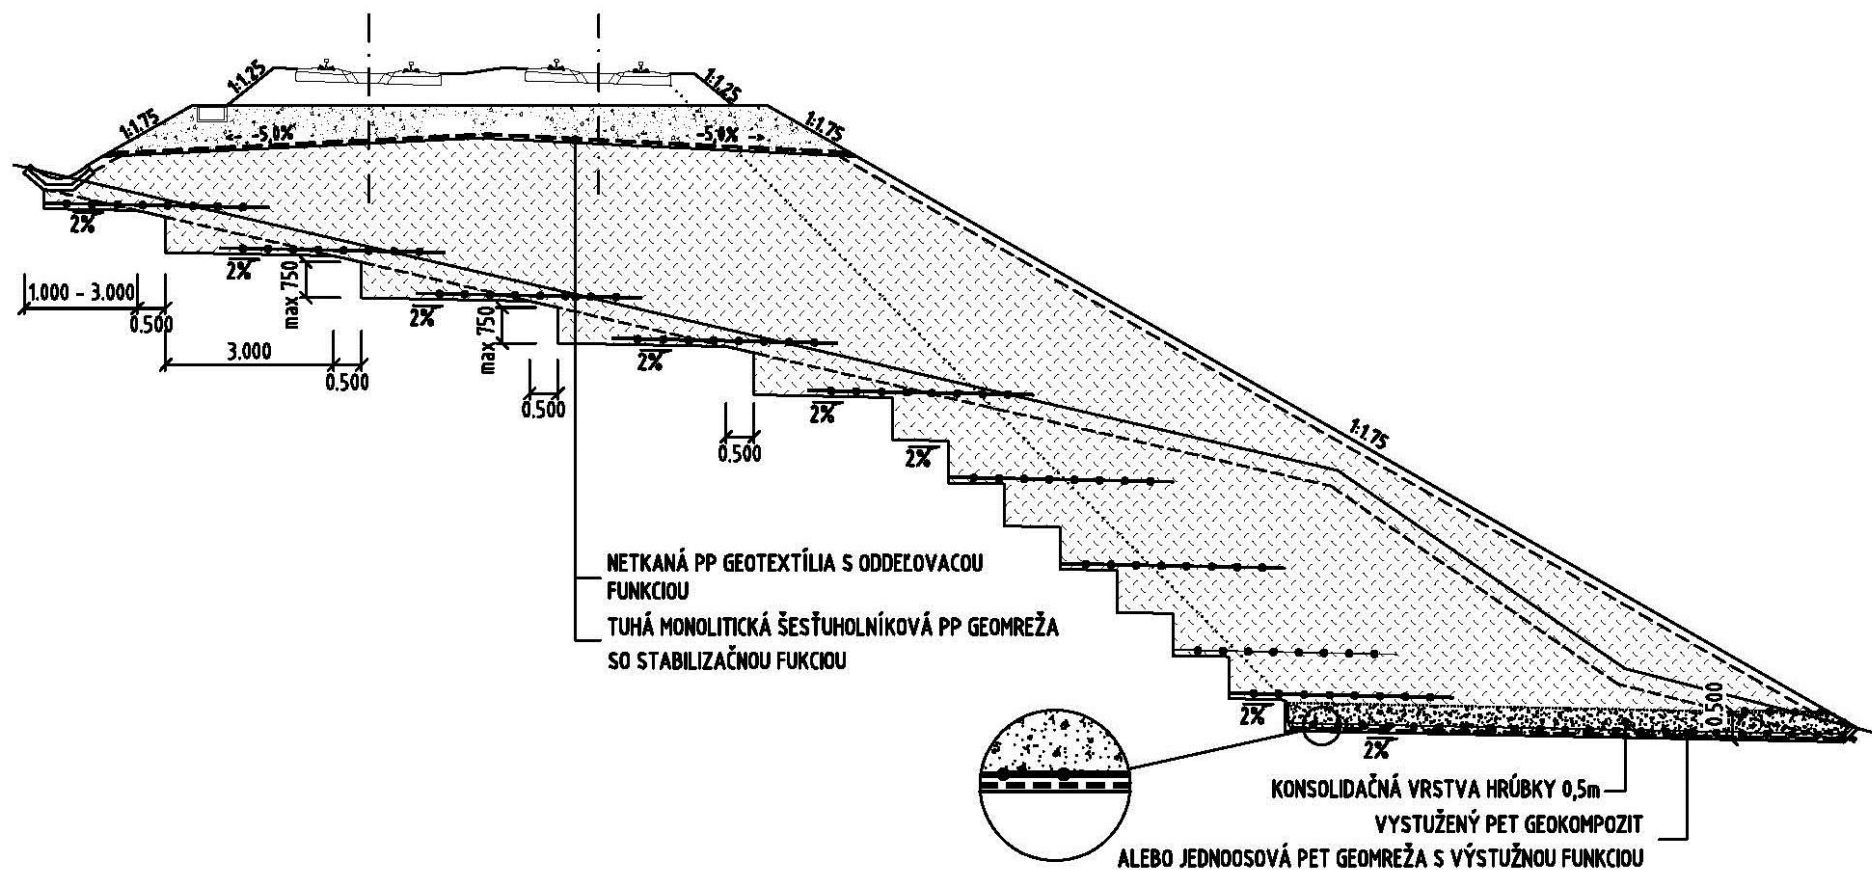 1:1.25
1:1.25
1:1.75
1:1.75
← -5,0%
-5,0% →
2%
2%
max 750
1.000 - 3.000
0.500
2%
max 750
3.000
0.500
2%
0.500
2%
0.500
2%
1:1.75
NETKANÁ PP GEOTEXTÍLIA S ODDEĽOVACOU
FUNKCIOU
TUHÁ MONOLITICKÁ ŠESŤUHOLNÍKOVÁ PP GEOMREŽA
SO STABILIZAČNOU FUKCIOU
0.500
2%
2%
KONSOLIDAČNÁ VRSTVA HRÚBKY 0,5m
VYSTUŽENÝ PET GEOKOMPOZIT
ALEBO JEDNOOSOVÁ PET GEOMREŽA S VÝSTUŽNOU FUNKCIOU